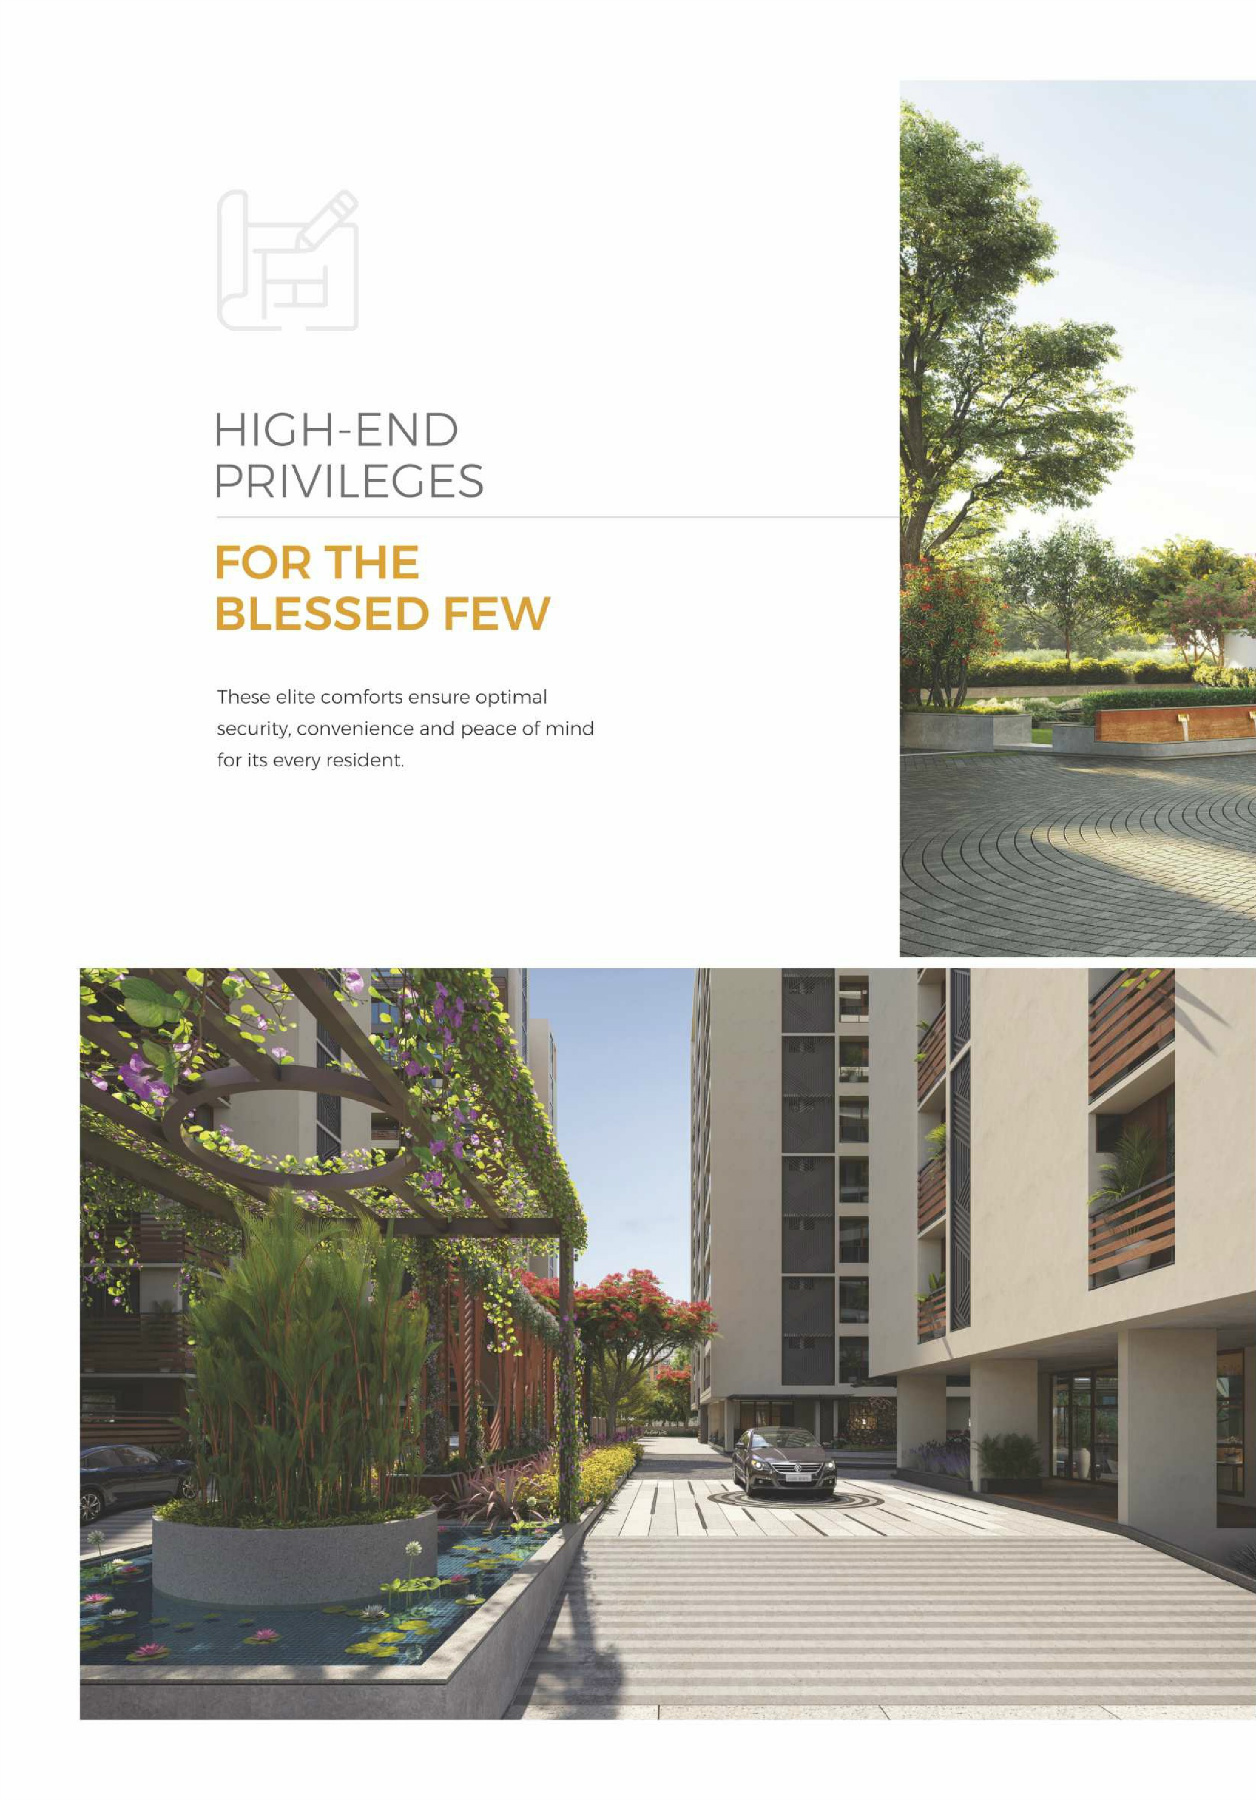 HIGH-END
PRIVILEGES
FOR THE
BLESSED FEW
These elite comforts ensure optimal
security, convenience and peace of mind
for its every resident.